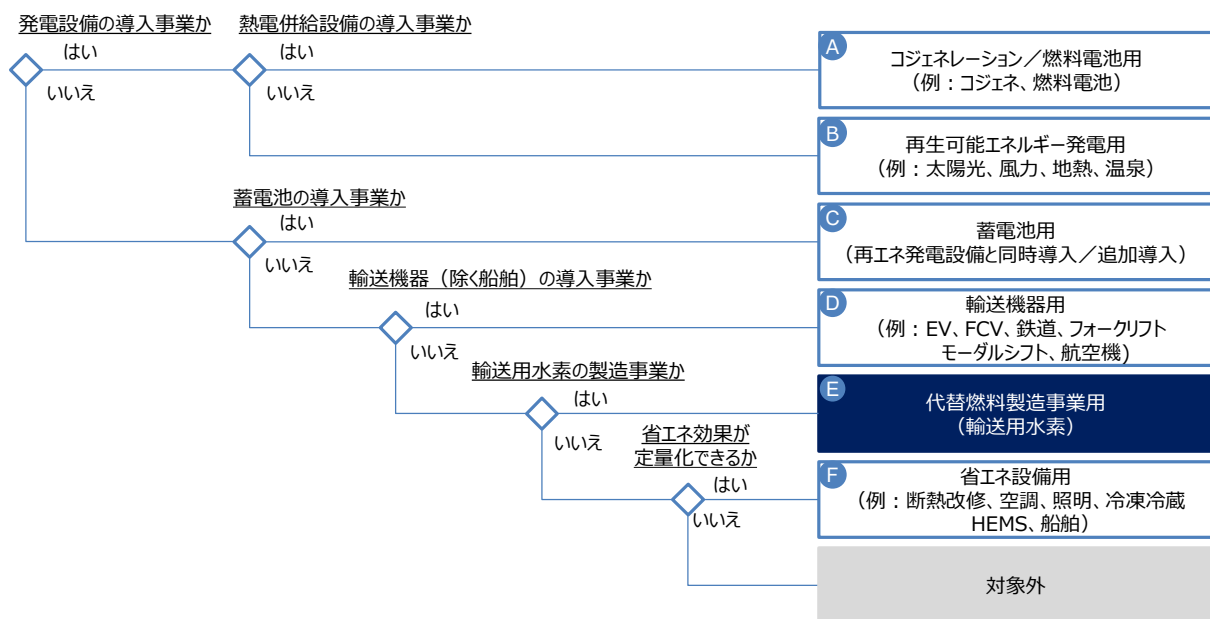 発電設備の導入事業か
はい
いいえ
熱電併給設備の導入事業か
はい
いいえ
A
コジェネレーション／燃料電池用
（例：コジェネ、燃料電池）
B
再生可能エネルギー発電用
（例：太陽光、風力、地熱、温泉）
蓄電池の導入事業か
はい
いいえ
C
蓄電池用
（再エネ発電設備と同時導入／追加導入）
輸送機器（除く船舶）の導入事業か
はい
いいえ
D
輸送機器用
（例：EV、FCV、鉄道、フォークリフト
モーダルシフト、航空機)
輸送用水素の製造事業か
はい
いいえ
E
代替燃料製造事業用
（輸送用水素）
省エネ効果が
定量化できるか
はい
いいえ
F
省エネ設備用
（例：断熱改修、空調、照明、冷凍冷蔵
HEMS、船舶）
対象外